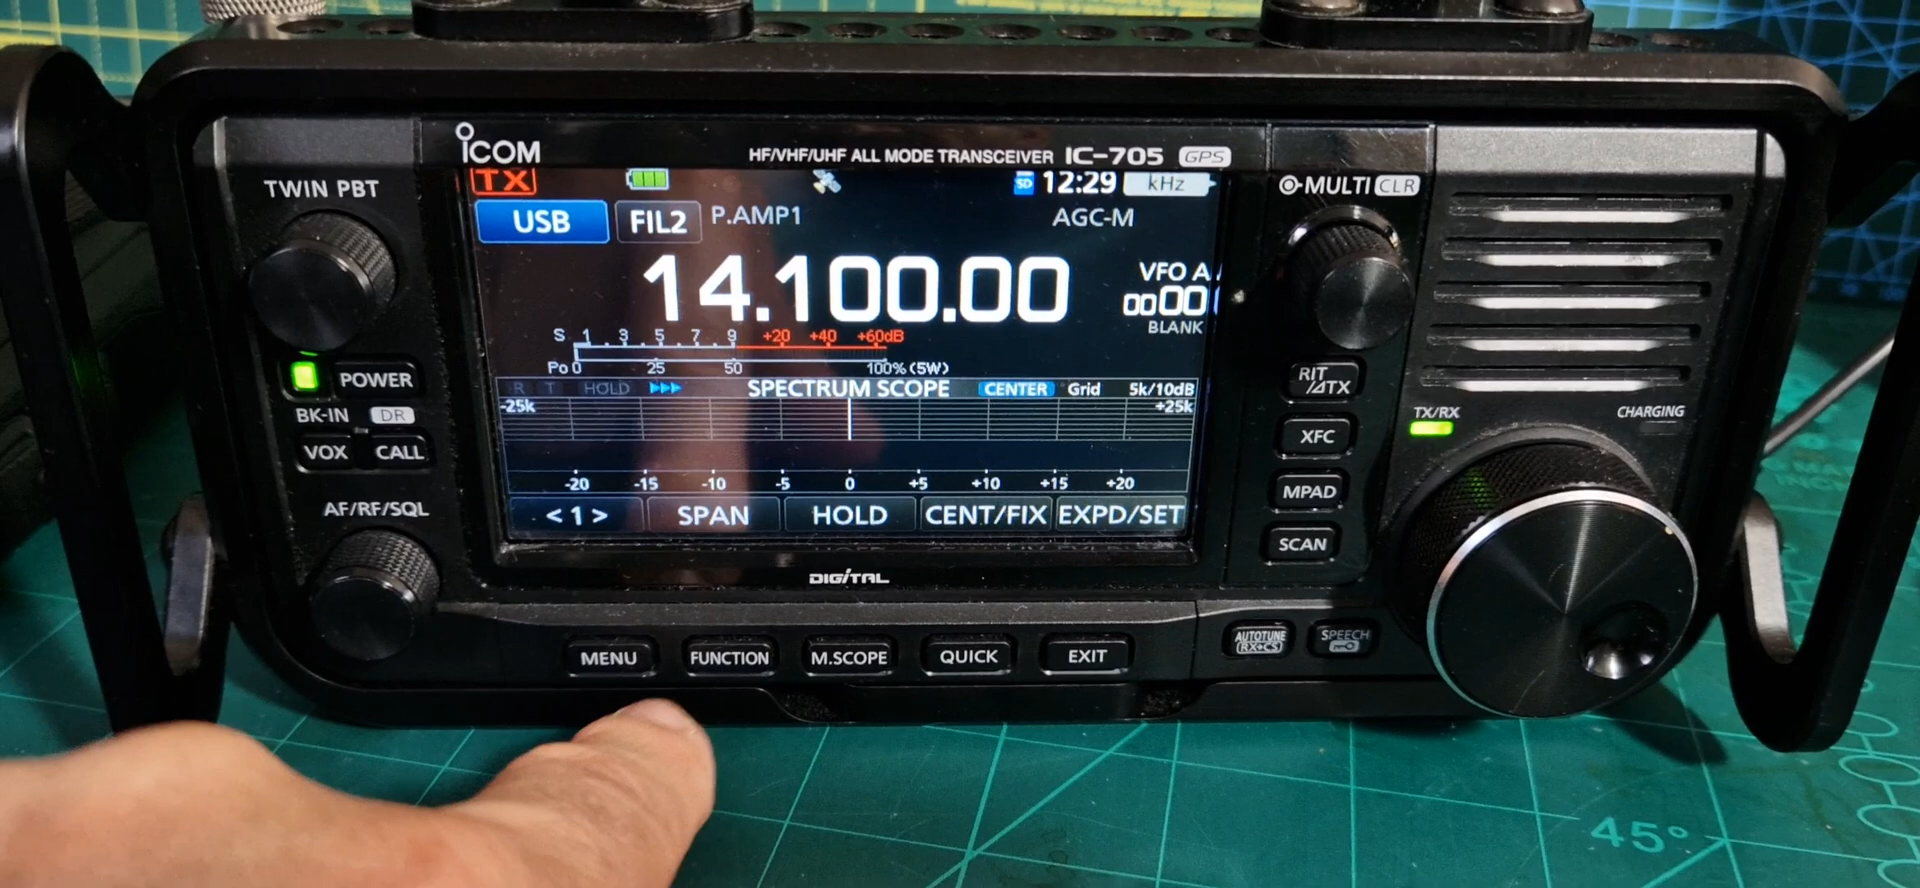 ICOM
HF/VHF/UHF ALL MODE TRANSCEIVER IC-705 GPS
TWIN PBT
TX
SD 12:29 kHz
MULTI CLR
USB FIL2 P.AMP1 AGC-M
14.100.00
VFO A
0000
BLANK
S 1 . 3 . 5 . 7 . 9 +20 +40 +60dB
Po 0 25 50 100% (5W)
R T HOLD SPECTRUM SCOPE CENTER Grid 5k/10dB
-25k +25k
-20 -15 -10 -5 0 +5 +10 +15 +20
< 1 > SPAN HOLD CENT/FIX EXPD/SET
DIGITAL
POWER
BK-IN DR
VOX CALL
AF/RF/SQL
RIT
/⊿TX
XFC
MPAD
SCAN
TX/RX CHARGING
MENU FUNCTION M.SCOPE QUICK EXIT
AUTOTUNE
RX→CS
SPEECH
45°